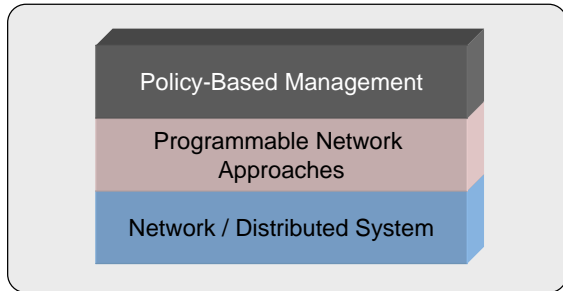 Policy-Based Management
Programmable Network
Approaches
Network / Distributed System